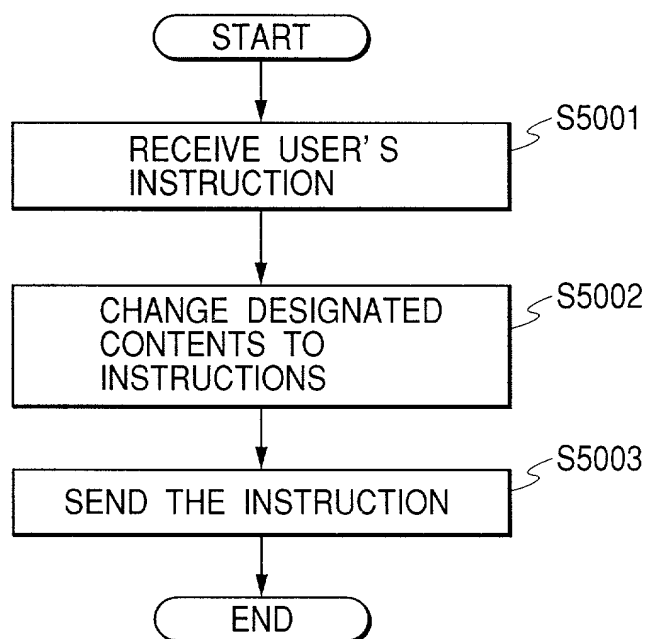 START
RECEIVE USER'S
INSTRUCTION
S5001
CHANGE DESIGNATED
CONTENTS TO
INSTRUCTIONS
S5002
SEND THE INSTRUCTION
S5003
END